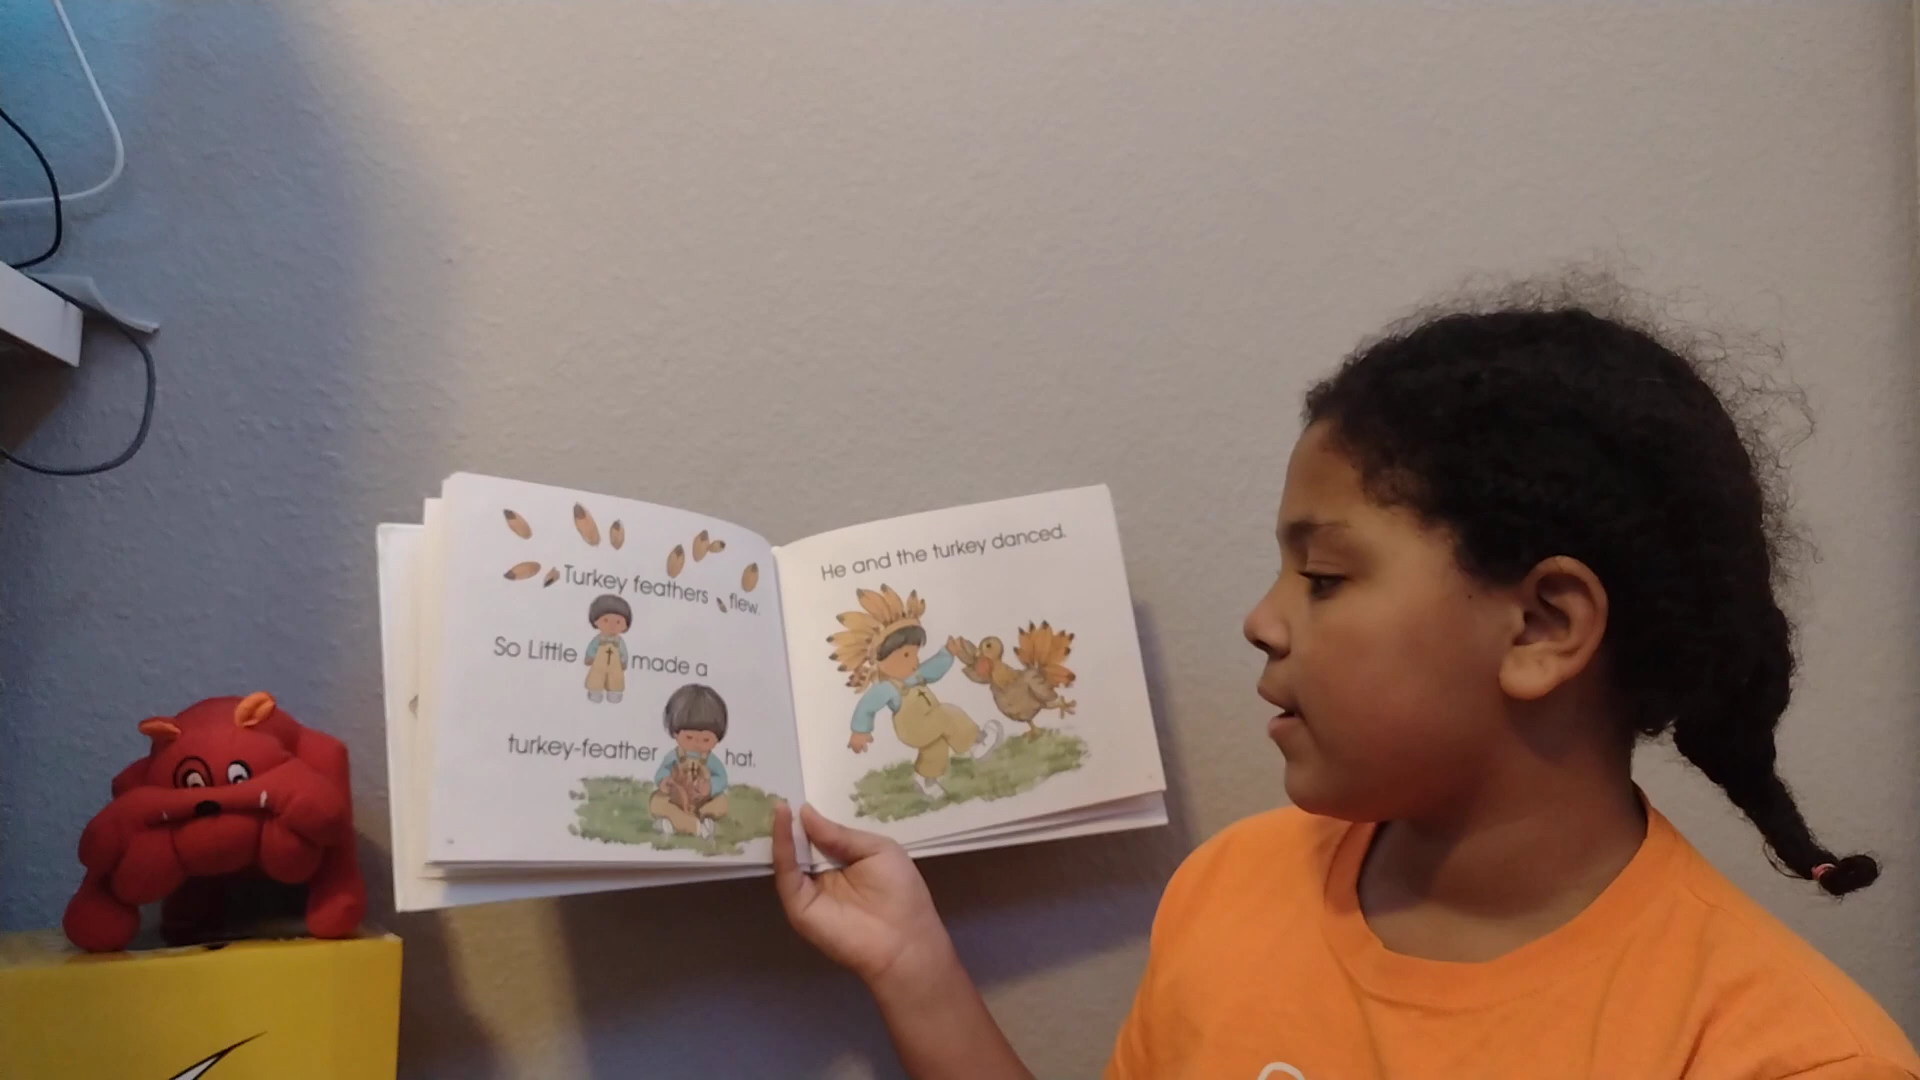 Turkey feathers flew.
So Little made a
turkey-feather hat.
He and the turkey danced.